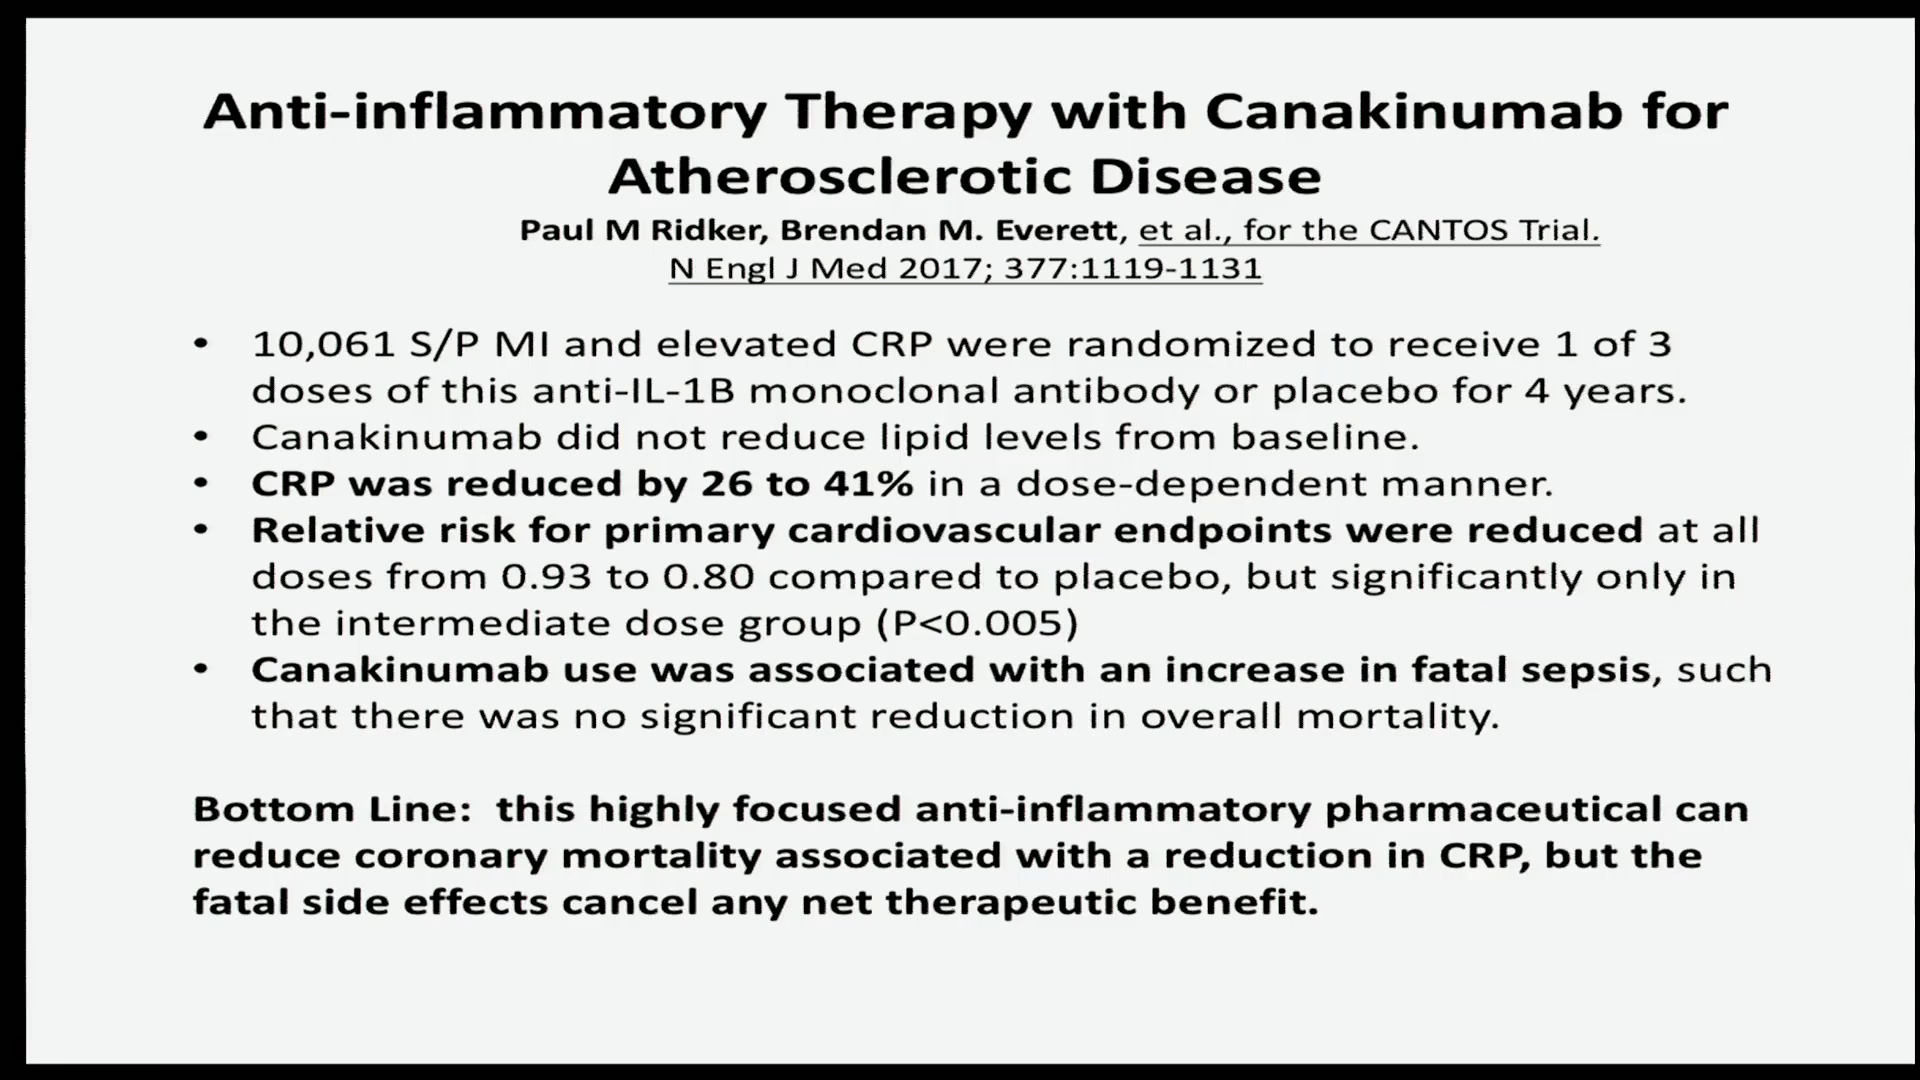 Anti-inflammatory Therapy with Canakinumab for
Atherosclerotic Disease
Paul M Ridker, Brendan M. Everett, et al., for the CANTOS Trial.
N Engl J Med 2017; 377:1119-1131
• 10,061 S/P MI and elevated CRP were randomized to receive 1 of 3
doses of this anti-IL-1B monoclonal antibody or placebo for 4 years.
• Canakinumab did not reduce lipid levels from baseline.
• CRP was reduced by 26 to 41% in a dose-dependent manner.
• Relative risk for primary cardiovascular endpoints were reduced at all
doses from 0.93 to 0.80 compared to placebo, but significantly only in
the intermediate dose group (P<0.005)
• Canakinumab use was associated with an increase in fatal sepsis, such
that there was no significant reduction in overall mortality.
Bottom Line: this highly focused anti-inflammatory pharmaceutical can
reduce coronary mortality associated with a reduction in CRP, but the
fatal side effects cancel any net therapeutic benefit.